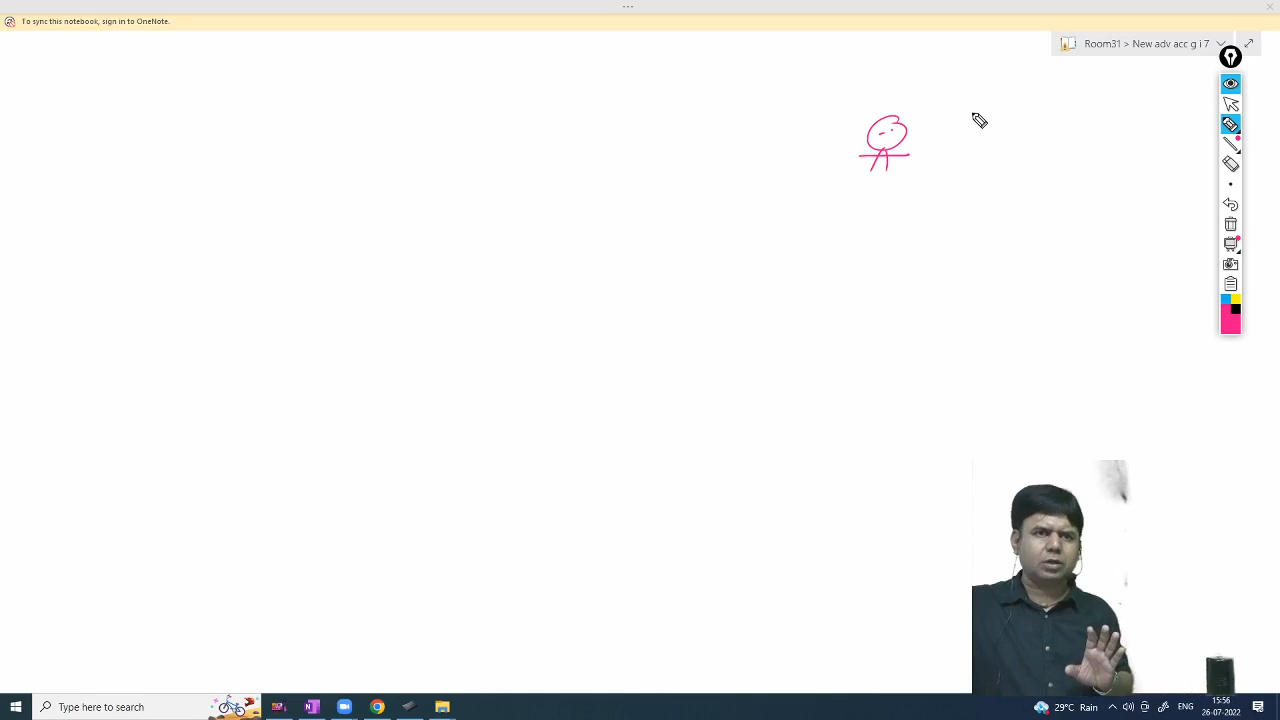 ...
To sync this notebook, sign in to OneNote.
Room31 > New adv acc g i 7
Type here to search
29°C Rain
ENG
15:56
26-07-2022